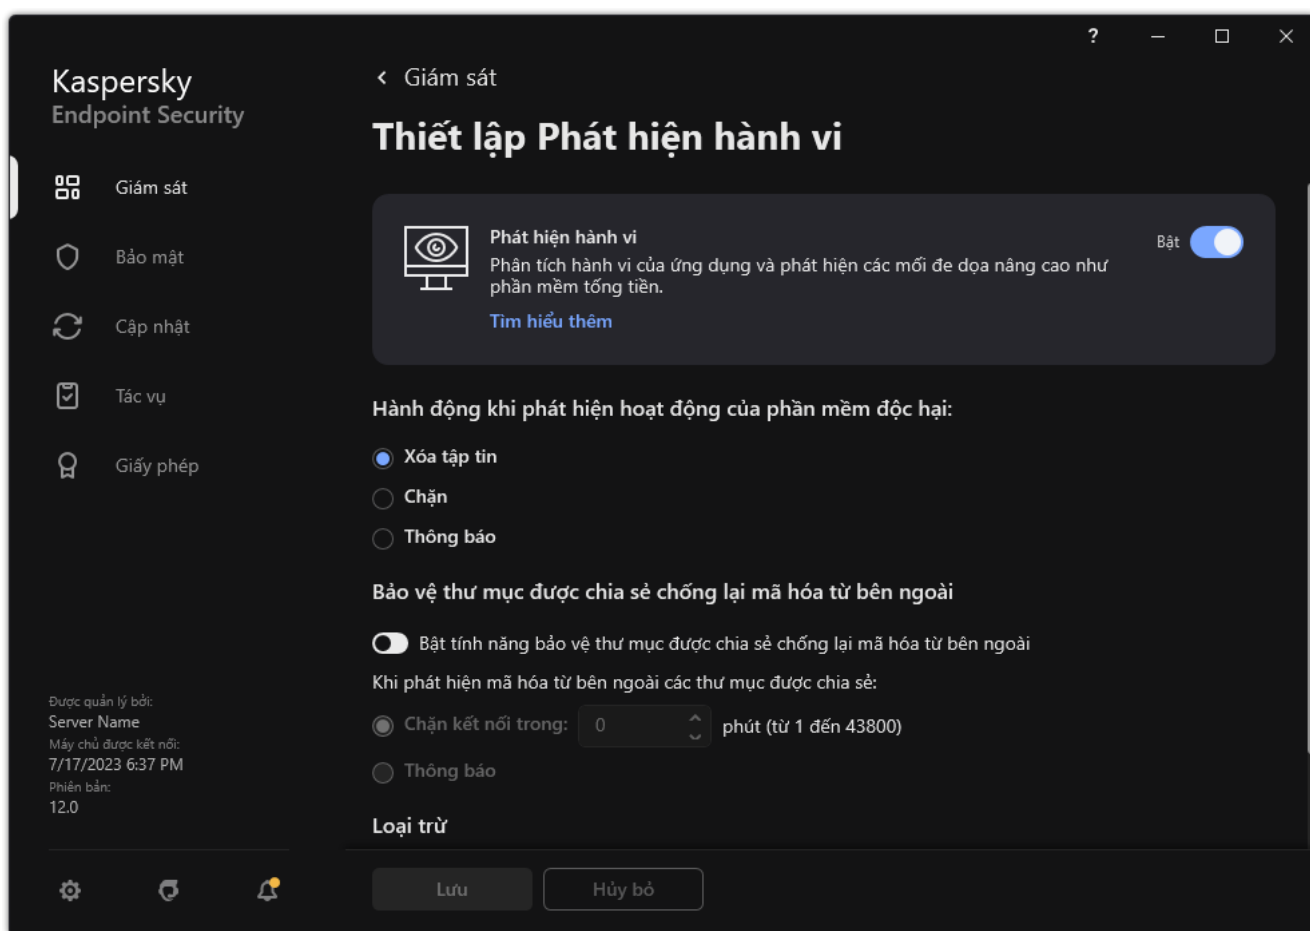 ?
Kaspersky
Endpoint Security
Giám sát
Bảo mật
Cập nhật
Tác vụ
Giấy phép
Được quản lý bởi:
Server Name
Máy chủ được kết nối:
7/17/2023 6:37 PM
Phiên bản:
12.0
Giám sát
Thiết lập Phát hiện hành vi
Phát hiện hành vi
Bật
Phân tích hành vi của ứng dụng và phát hiện các mối đe dọa nâng cao như
phần mềm tống tiền.
Tìm hiểu thêm
Hành động khi phát hiện hoạt động của phần mềm độc hại:
Xóa tập tin
Chặn
Thông báo
Bảo vệ thư mục được chia sẻ chống lại mã hóa từ bên ngoài
Bật tính năng bảo vệ thư mục được chia sẻ chống lại mã hóa từ bên ngoài
Khi phát hiện mã hóa từ bên ngoài các thư mục được chia sẻ:
Chặn kết nối trong: 0 phút (từ 1 đến 43800)
Thông báo
Loại trừ
Lưu
Hủy bỏ